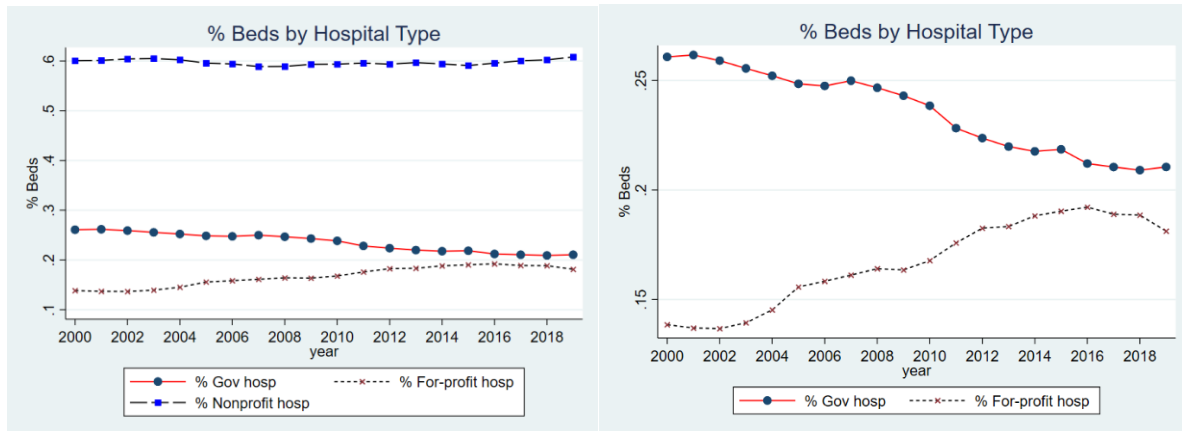 % Beds by Hospital Type
.6
.5
.4
.3
.2
.1
% Beds
2000 2002 2004 2006 2008 2010 2012 2014 2016 2018
year
% Gov hosp % For-profit hosp
% Nonprofit hosp
% Beds by Hospital Type
.25
.2
.15
% Beds
2000 2002 2004 2006 2008 2010 2012 2014 2016 2018
year
% Gov hosp % For-profit hosp